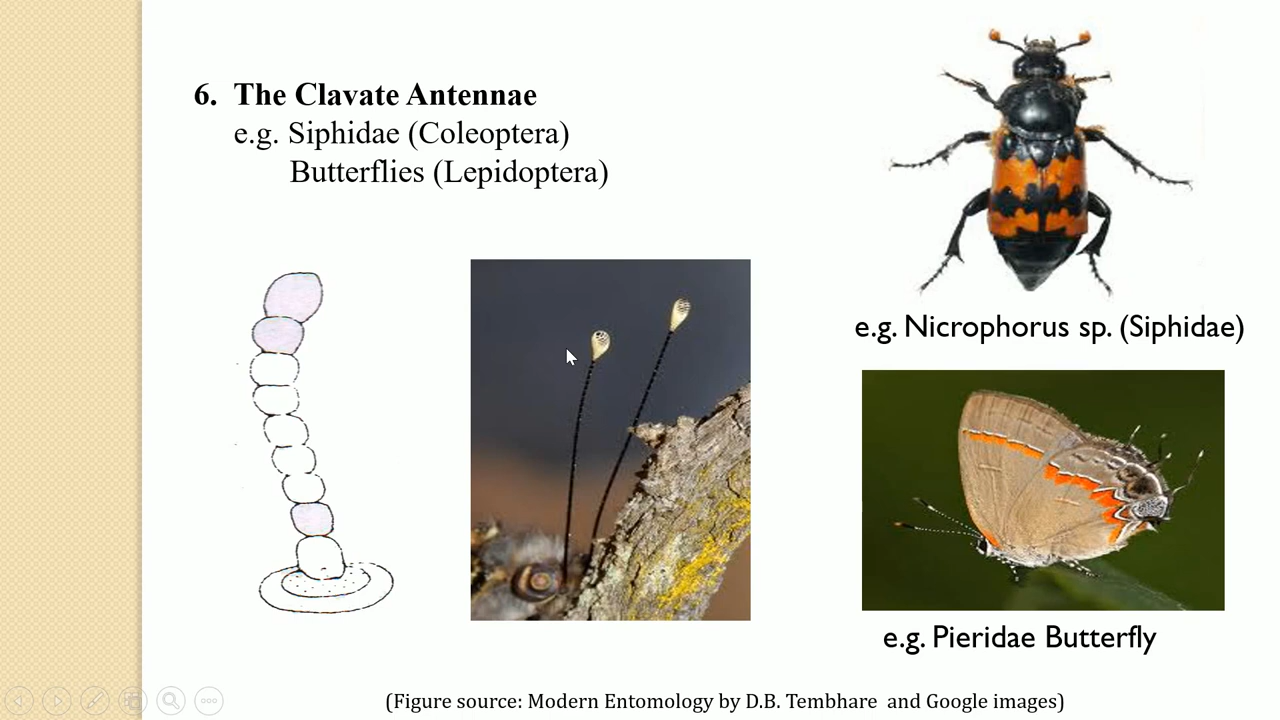 6. The Clavate Antennae
e.g. Siphidae (Coleoptera)
Butterflies (Lepidoptera)
e.g. Nicrophorus sp. (Siphidae)
e.g. Pieridae Butterfly
(Figure source: Modern Entomology by D.B. Tembhare and Google images)